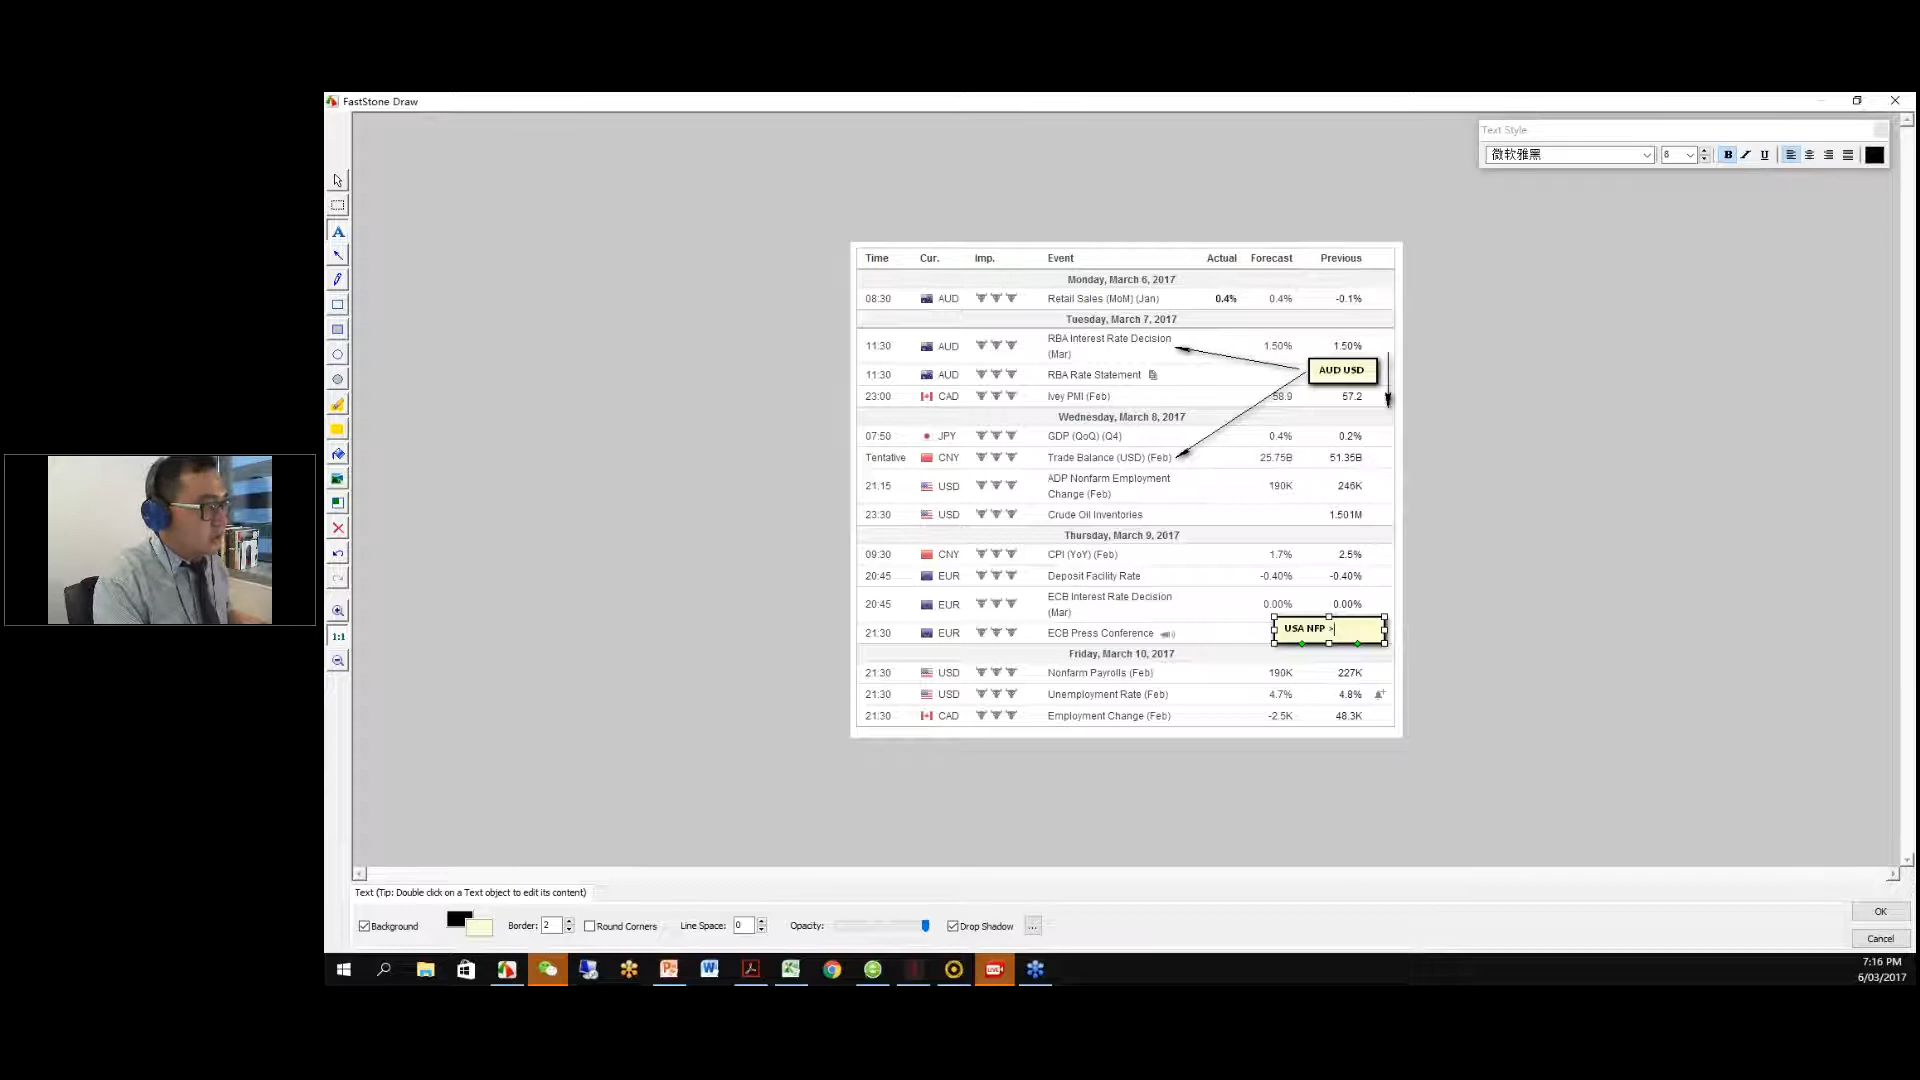 FastStone Draw
Text Style
微软雅黑 8 B I U
Time Cur. Imp. Event Actual Forecast Previous
Monday, March 6, 2017
08:30 AUD Retail Sales (MoM) (Jan) 0.4% 0.4% -0.1%
Tuesday, March 7, 2017
11:30 AUD RBA Interest Rate Decision (Mar) 1.50% 1.50%
AUD USD
11:30 AUD RBA Rate Statement
23:00 CAD Ivey PMI (Feb) 58.9 57.2
Wednesday, March 8, 2017
07:50 JPY GDP (QoQ) (Q4) 0.4% 0.2%
Tentative CNY Trade Balance (USD) (Feb) 25.75B 51.35B
21:15 USD ADP Nonfarm Employment Change (Feb) 190K 246K
23:30 USD Crude Oil Inventories 1.501M
Thursday, March 9, 2017
09:30 CNY CPI (YoY) (Feb) 1.7% 2.5%
20:45 EUR Deposit Facility Rate -0.40% -0.40%
20:45 EUR ECB Interest Rate Decision (Mar) 0.00% 0.00%
USA NFP >
21:30 EUR ECB Press Conference
Friday, March 10, 2017
21:30 USD Nonfarm Payrolls (Feb) 190K 227K
21:30 USD Unemployment Rate (Feb) 4.7% 4.8%
21:30 CAD Employment Change (Feb) -2.5K 48.3K
1:1
Text (Tip: Double click on a Text object to edit its content)
Background Border: 2 Round Corners Line Space: 0 Opacity: Drop Shadow ...
OK
Cancel
7:16 PM
6/03/2017